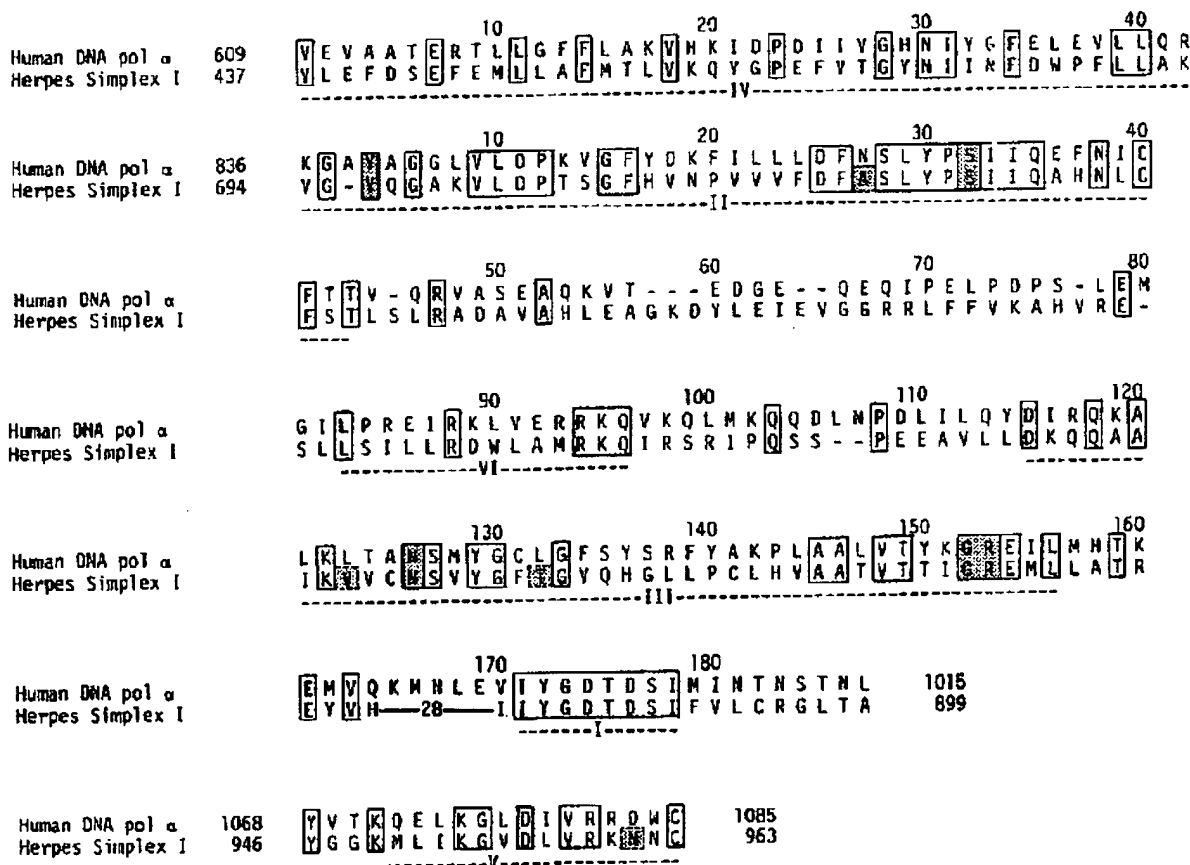 10 20 30 40
Human DNA pol α 609 V E V A A T E R T L L G F F L A K V H K I D P D I I V G H N I Y G F E L E V L L Q R
Herpes Simplex I 437 Y L E F D S E F E M L L A F M T L V K Q Y G P E F V T G Y N I I N F D W P F L L A K
IV
10 20 30 40
Human DNA pol α 836 K G A Y A G G L V L D P K V G F Y D K F I L L L D F N S L Y P S I I Q E F N I C
Herpes Simplex I 694 V G - V Q G A K V L D P T S G F H V N P V V V F D F A S L Y P S I I Q A H N L C
II
50 60 70 80
Human DNA pol α F T T V - Q R V A S E A Q K V T - - - E D G E - - Q E Q I P E L P D P S - L E M
Herpes Simplex I F S T L S L R A D A V A H L E A G K D Y L E I E V G G R R L F F V K A H V R E -
90 100 110 120
Human DNA pol α G I L P R E I R K L Y E R R K Q V K Q L M K Q Q D L N P D L I L Q Y D I R Q K A
Herpes Simplex I S L L S I L L R D W L A M R K Q I R S R I P Q S S - - P E E A V L L D K Q Q A A
VI
130 140 150 160
Human DNA pol α L K L T A N S M Y G C L G F S Y S R F Y A K P L A A L V T Y K G R E I L M H T K
Herpes Simplex I I K V V C N S V Y G F T G Y Q H G L L P C L H V A A T V T T I G R E M L L A T R
III
170 180
Human DNA pol α E M V Q K M N L E V I Y G D T D S I M I N T N S T N L 1015
Herpes Simplex I E Y V H 28 I I Y G D T D S I F V L C R G L T A 899
I
Human DNA pol α 1068 Y V T K Q E L K G L D I V R R D W C 1085
Herpes Simplex I 946 Y G G K M L I K G V D L V R K N N C 963
V